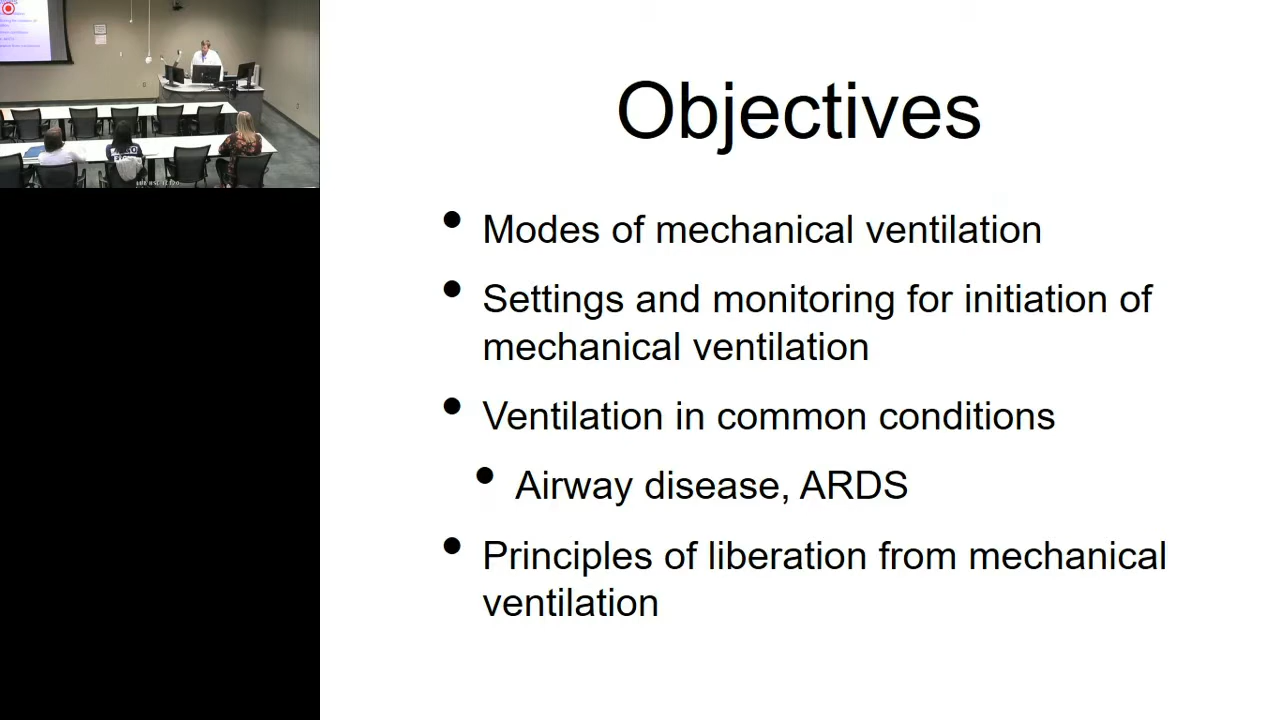 Objectives
• Modes of mechanical ventilation
• Settings and monitoring for initiation of
mechanical ventilation
• Ventilation in common conditions
• Airway disease, ARDS
• Principles of liberation from mechanical
ventilation